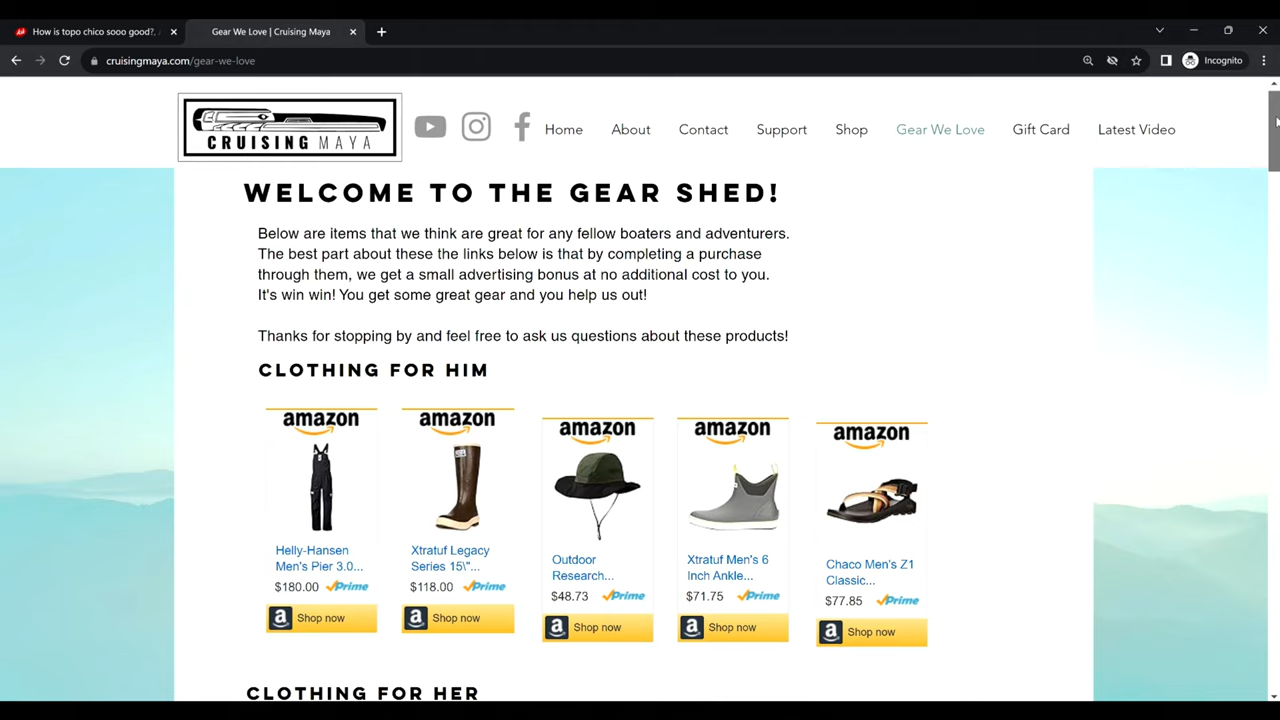 How is topo chico sooo good?,
Gear We Love | Cruising Maya
cruisingmaya.com/gear-we-love
Incognito
CRUISING MAYA
Home About Contact Support Shop Gear We Love Gift Card Latest Video
WELCOME TO THE GEAR SHED!
Below are items that we think are great for any fellow boaters and adventurers.
The best part about these the links below is that by completing a purchase
through them, we get a small advertising bonus at no additional cost to you.
It's win win! You get some great gear and you help us out!
Thanks for stopping by and feel free to ask us questions about these products!
CLOTHING FOR HIM
amazon
Helly-Hansen
Men's Pier 3.0...
$180.00 Prime
a Shop now
amazon
Xtratuf Legacy
Series 15\"...
$118.00 Prime
a Shop now
amazon
Outdoor
Research...
$48.73 Prime
a Shop now
amazon
Xtratuf Men's 6
Inch Ankle...
$71.75 Prime
a Shop now
amazon
Chaco Men's Z1
Classic...
$77.85 Prime
a Shop now
CLOTHING FOR HER